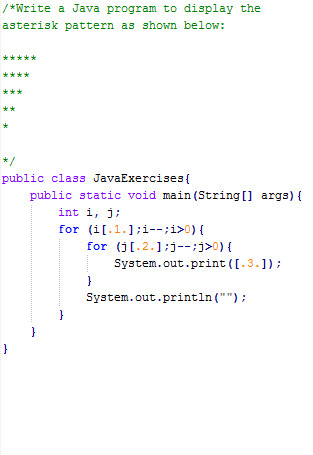 /*Write a Java program to display the
asterisk pattern as shown below:
*****
****
***
**
*
*/
public class JavaExercises{
public static void main(String[] args){
int i, j;
for (i[.1.];i--;i>0){
for (j[.2.];j--;j>0){
System.out.print([.3.]);
}
System.out.println("");
}
}
}